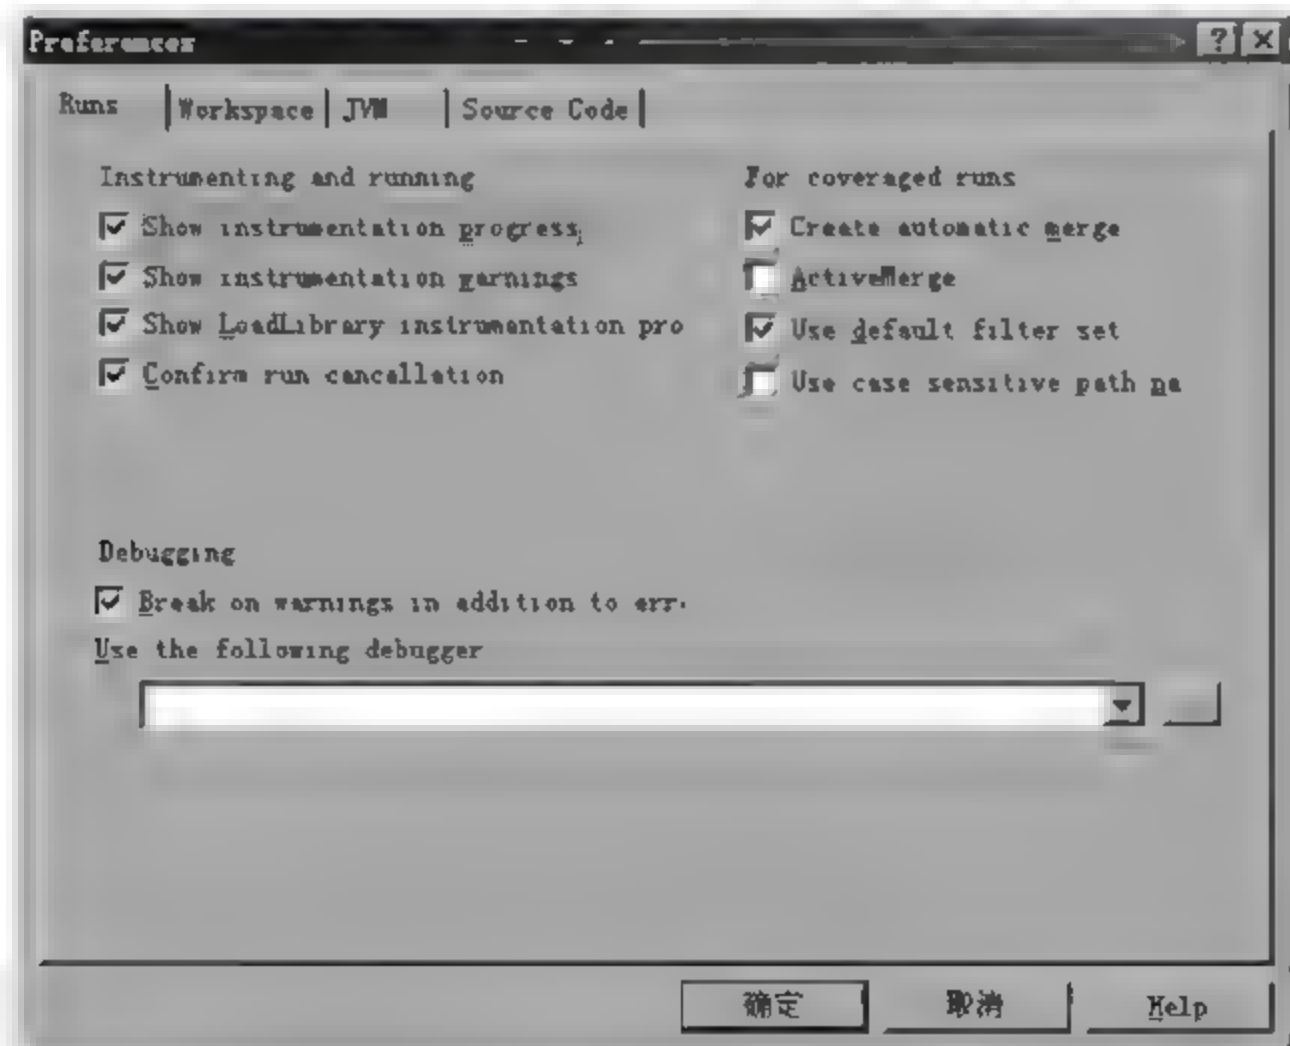 Preferences
Runs Workspace JVM Source Code
Instrumenting and running
Show instrumentation progress
Show instrumentation warnings
Show LoadLibrary instrumentation pro
Confirm run cancellation
For coveraged runs
Create automatic merge
ActiveMerge
Use default filter set
Use case sensitive path na
Debugging
Break on warnings in addition to err
Use the following debugger
确定 取消 Help